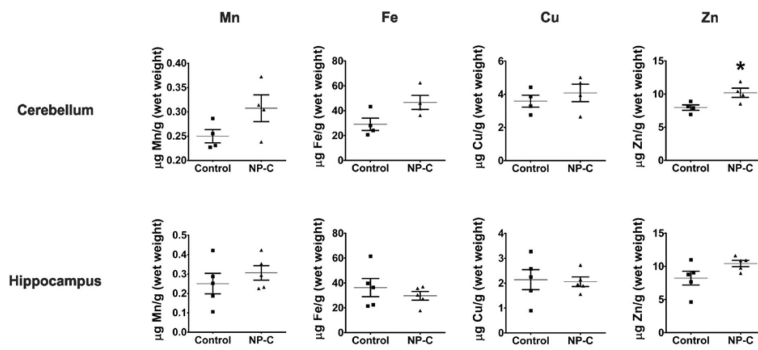 Mn Fe Cu Zn
Cerebellum
µg Mn/g (wet weight)
0.40
0.35
0.30
0.25
0.20
Control NP-C
µg Fe/g (wet weight)
80
60
40
20
0
Control NP-C
µg Cu/g (wet weight)
6
4
2
0
Control NP-C
µg Zn/g (wet weight)
15
10
5
0
*
Control NP-C
Hippocampus
µg Mn/g (wet weight)
0.5
0.4
0.3
0.2
0.1
0.0
Control NP-C
µg Fe/g (wet weight)
80
60
40
20
0
Control NP-C
µg Cu/g (wet weight)
4
3
2
1
0
Control NP-C
µg Zn/g (wet weight)
15
10
5
0
Control NP-C